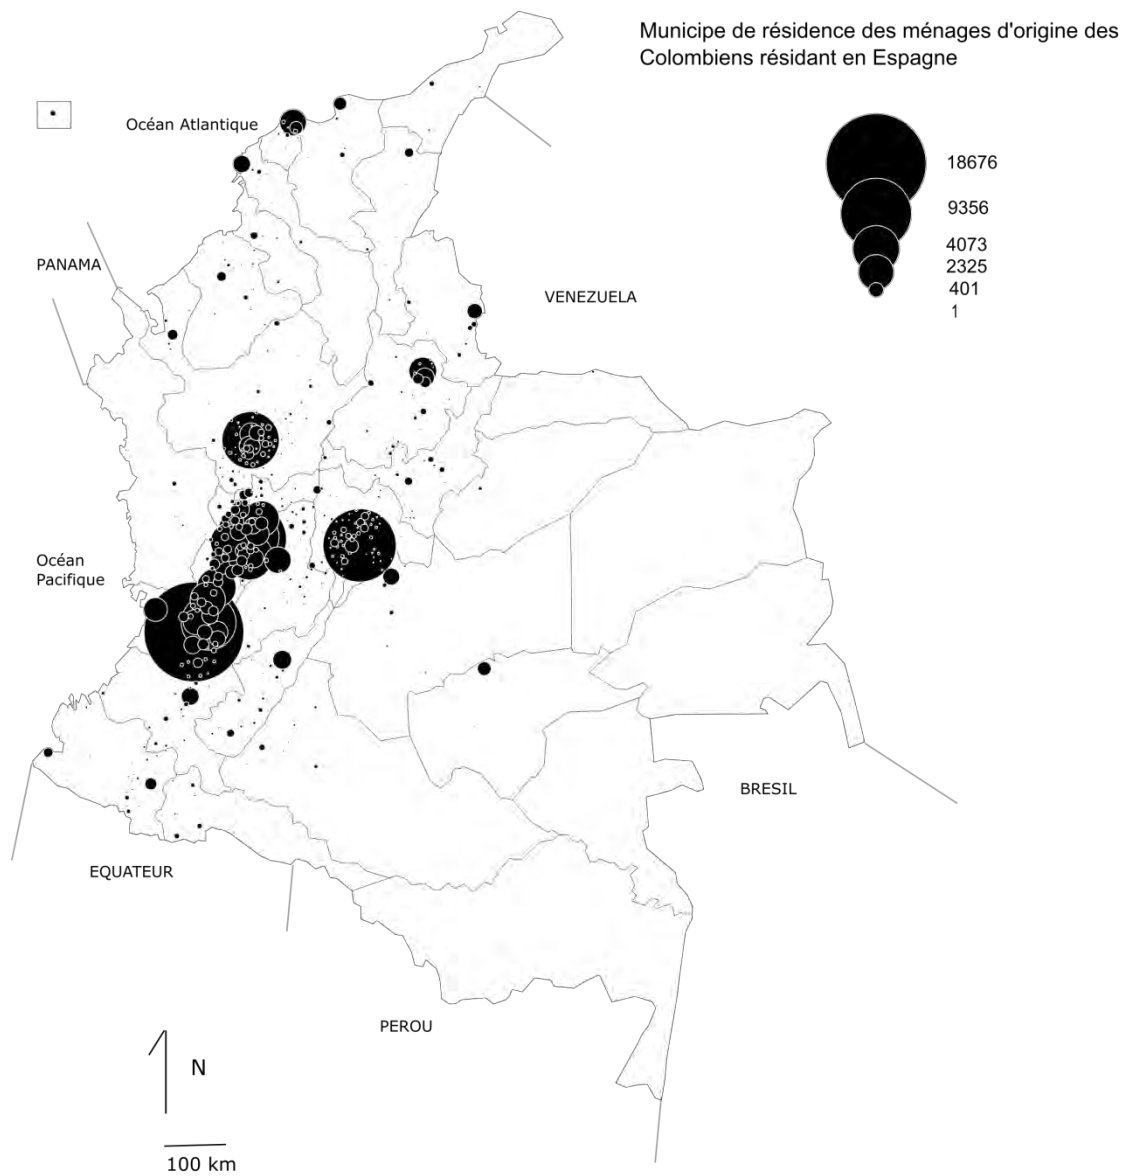 Municipe de résidence des ménages d'origine des
Colombiens résidant en Espagne
Océan Atlantique
18676
9356
4073
2325
401
1
PANAMA
VENEZUELA
Océan
Pacifique
BRESIL
EQUATEUR
PEROU
N
100 km